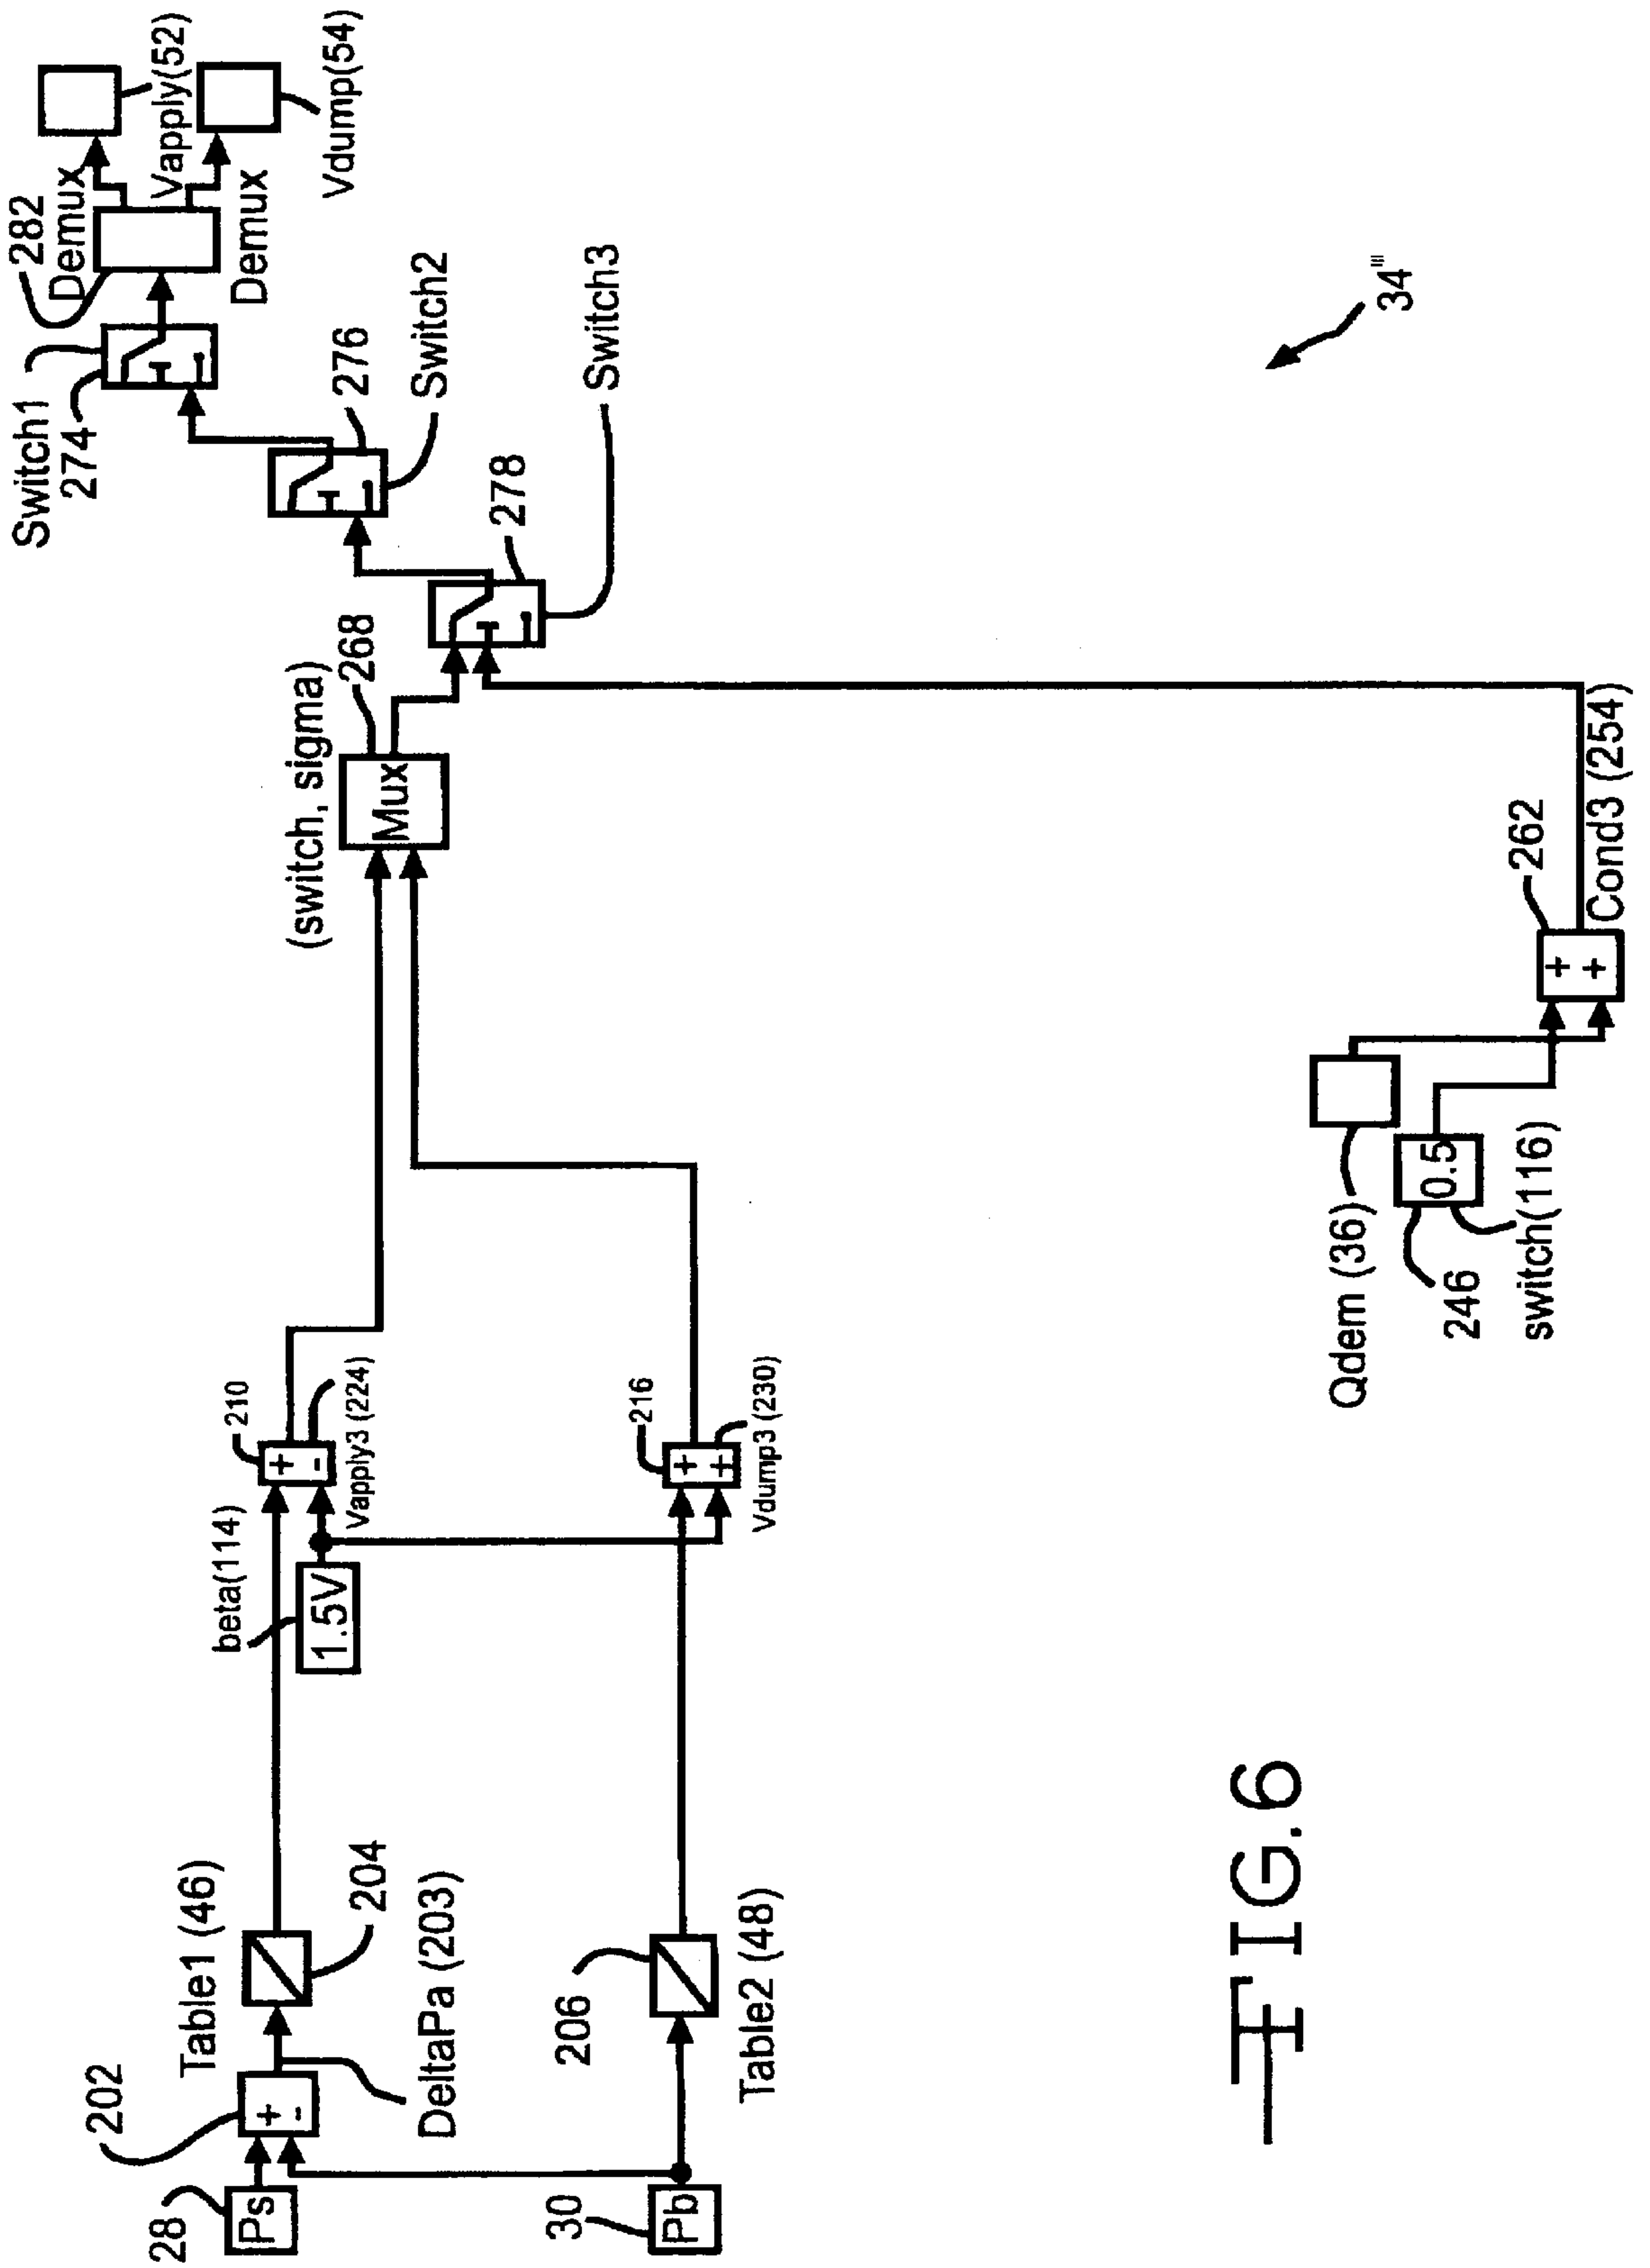 28
Ps
30
Pb
202
+
-
DeltaPa (203)
Table1 (46)
204
206
Table2 (48)
beta(114)
1.5V
210
+
-
Vapply3 (224)
216
+
+
Vdump3 (230)
(switch, sigma)
268
Mux
Qdem (36)
0.5
246
switch(116)
262
+
+
Cond3 (254)
278
Switch3
276
Switch2
Switch1
274
282
Demux
Demux
Vapply(52)
Vdump(54)
34''''
FIG.6